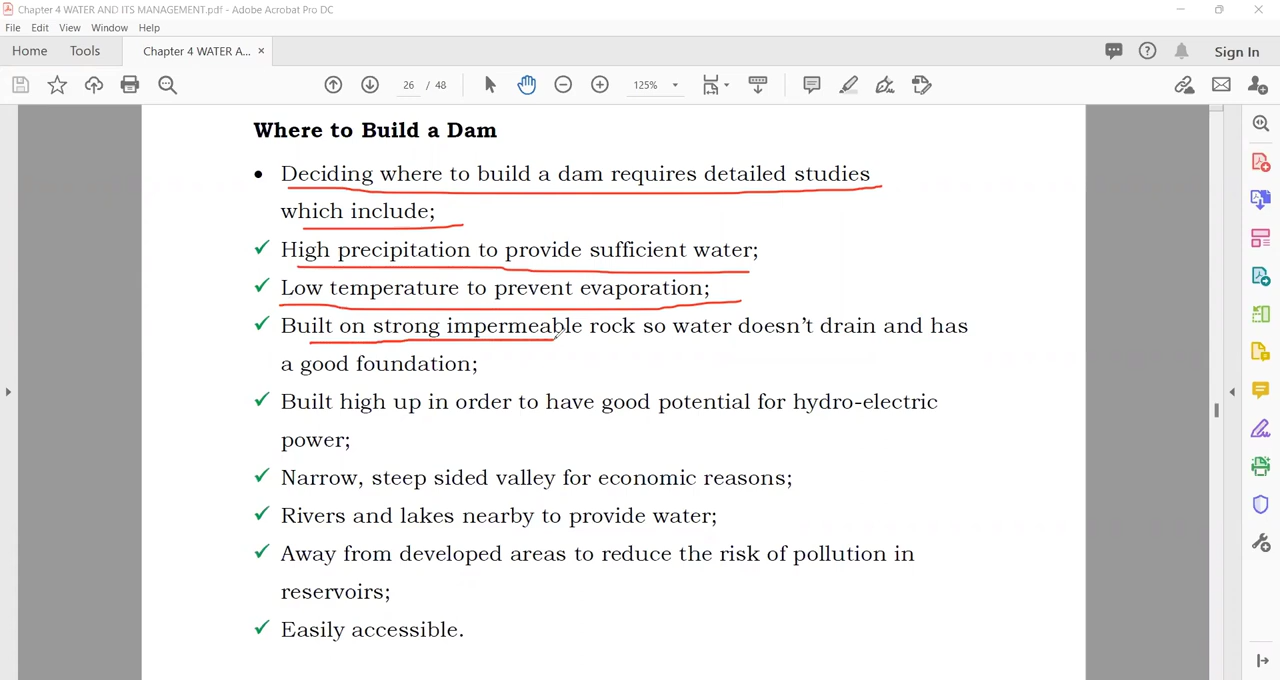 Chapter 4 WATER AND ITS MANAGEMENT.pdf - Adobe Acrobat Pro DC
File Edit View Window Help
Home Tools Chapter 4 WATER A... × Sign In
26 / 48 125%
Where to Build a Dam
• Deciding where to build a dam requires detailed studies
which include;
✓ High precipitation to provide sufficient water;
✓ Low temperature to prevent evaporation;
✓ Built on strong impermeable rock so water doesn’t drain and has
a good foundation;
✓ Built high up in order to have good potential for hydro-electric
power;
✓ Narrow, steep sided valley for economic reasons;
✓ Rivers and lakes nearby to provide water;
✓ Away from developed areas to reduce the risk of pollution in
reservoirs;
✓ Easily accessible.